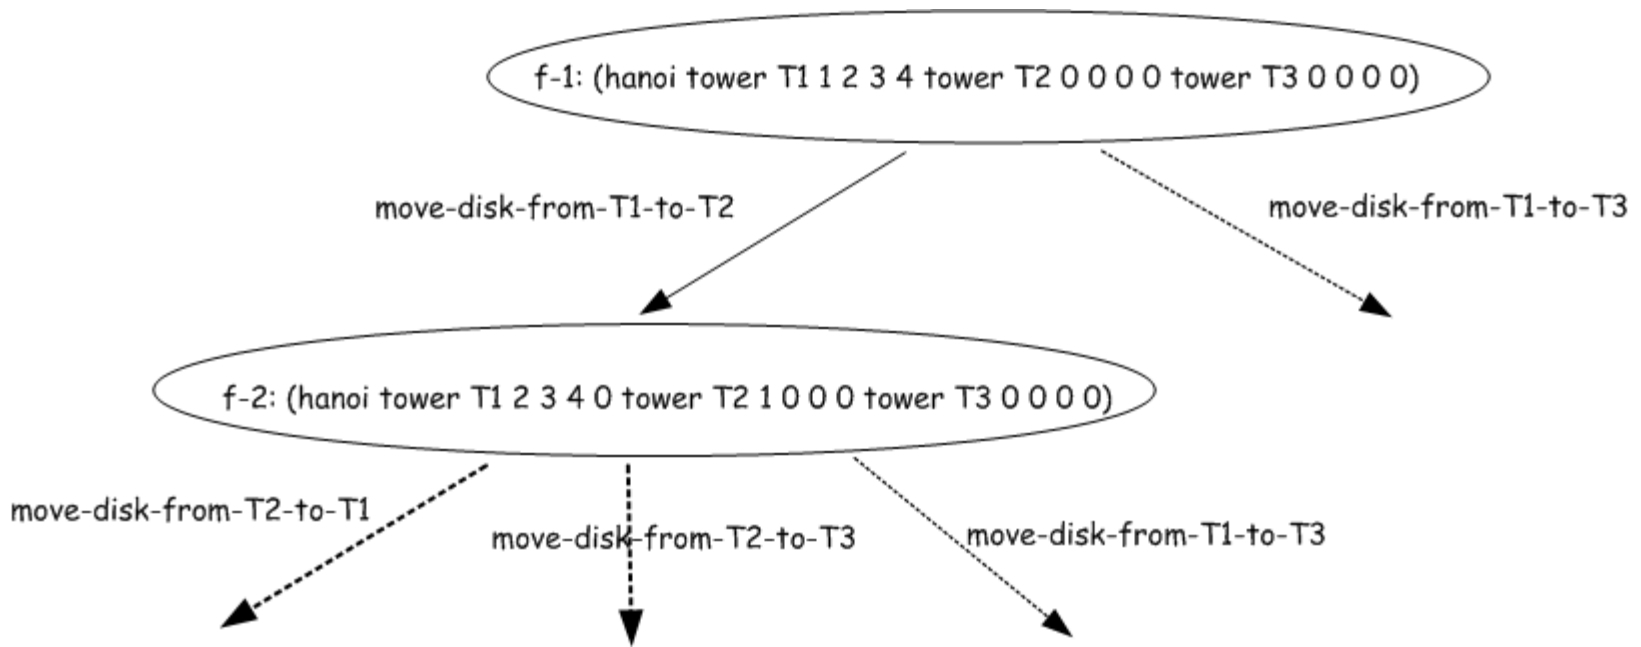 f-1: (hanoi tower T1 1 2 3 4 tower T2 0 0 0 0 tower T3 0 0 0 0)
move-disk-from-T1-to-T2
move-disk-from-T1-to-T3
f-2: (hanoi tower T1 2 3 4 0 tower T2 1 0 0 0 tower T3 0 0 0 0)
move-disk-from-T2-to-T1
move-disk-from-T2-to-T3
move-disk-from-T1-to-T3